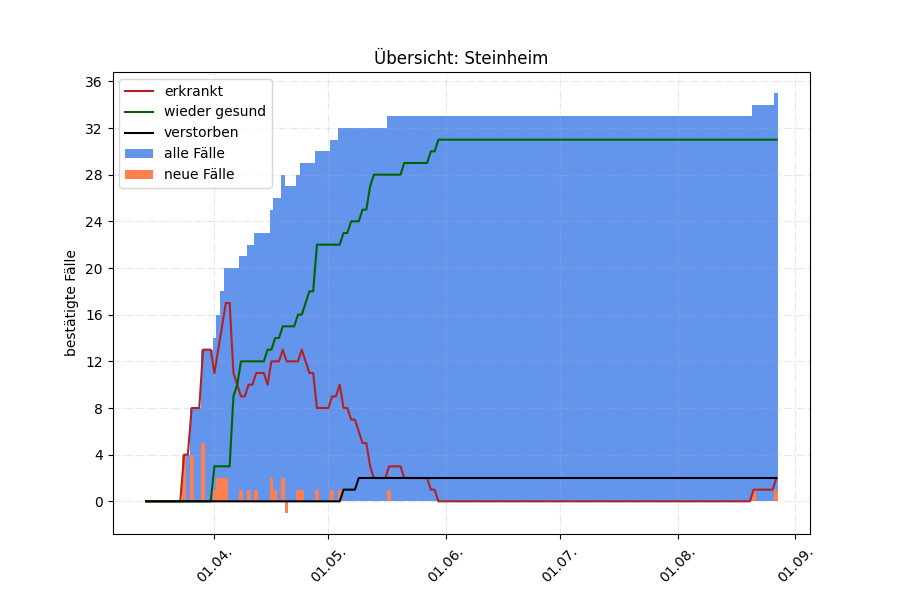 Übersicht: Steinheim
bestätigte Fälle
36
32
28
24
20
16
12
8
4
0
erkrankt
wieder gesund
verstorben
alle Fälle
neue Fälle
01.04.
01.05.
01.06.
01.07.
01.08.
01.09.